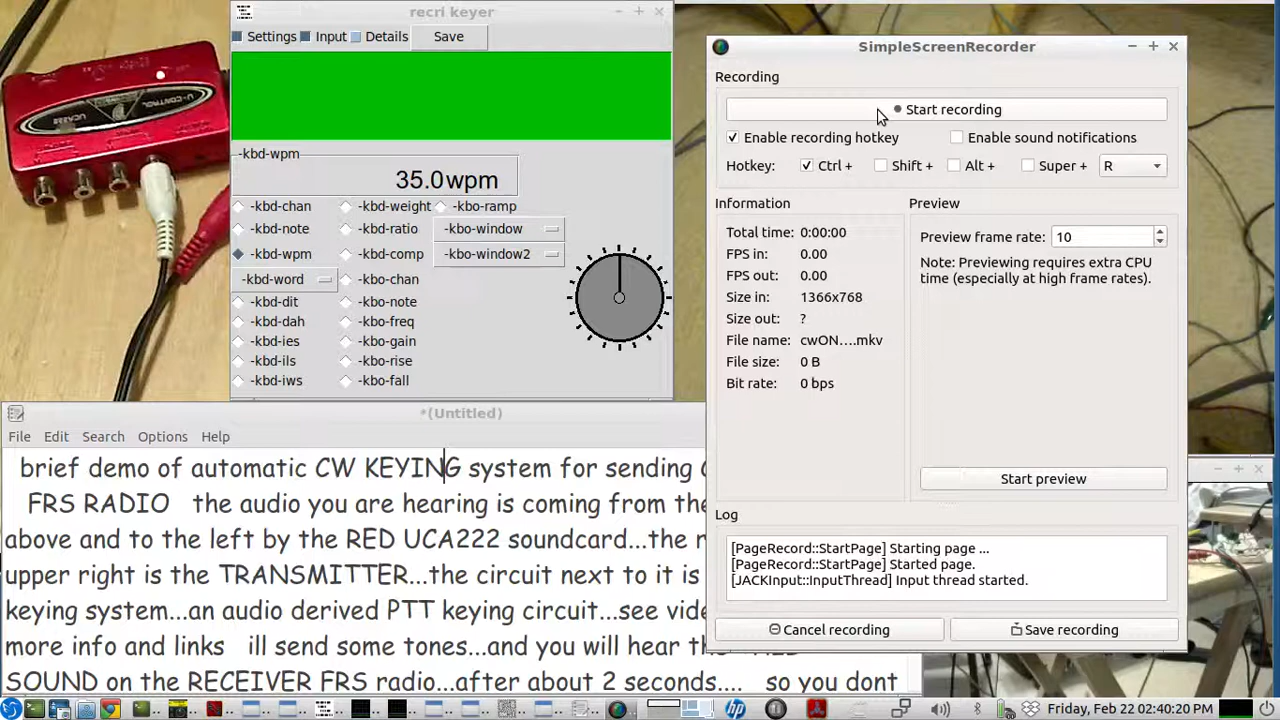 U-CONTROL
UCA222
recri keyer
Settings Input Details Save
-kbd-wpm
35.0wpm
-kbd-chan -kbd-weight -kbo-ramp
-kbd-note -kbd-ratio -kbo-window
-kbd-wpm -kbd-comp -kbo-window2
-kbd-word -kbo-chan
-kbd-dit -kbo-note
-kbd-dah -kbo-freq
-kbd-ies -kbo-gain
-kbd-ils -kbo-rise
-kbd-iws -kbo-fall
SimpleScreenRecorder
Recording
Start recording
Enable recording hotkey Enable sound notifications
Hotkey: Ctrl + Shift + Alt + Super + R
Information
Total time: 0:00:00
FPS in: 0.00
FPS out: 0.00
Size in: 1366x768
Size out: ?
File name: cwON….mkv
File size: 0 B
Bit rate: 0 bps
Preview
Preview frame rate: 10
Note: Previewing requires extra CPU
time (especially at high frame rates).
Start preview
Log
[PageRecord::StartPage] Starting page ...
[PageRecord::StartPage] Started page.
[JACKInput::InputThread] Input thread started.
Cancel recording Save recording
*(Untitled)
File Edit Search Options Help
brief demo of automatic CW KEYING system for sending
FRS RADIO the audio you are hearing is coming from the
above and to the left by the RED UCA222 soundcard...the
upper right is the TRANSMITTER...the circuit next to it is
keying system...an audio derived PTT keying circuit...see
more info and links ill send some tones...and you will hear
SOUND on the RECEIVER FRS radio...after about 2 seconds.... so you dont
hp
Friday, Feb 22 02:40:20 PM